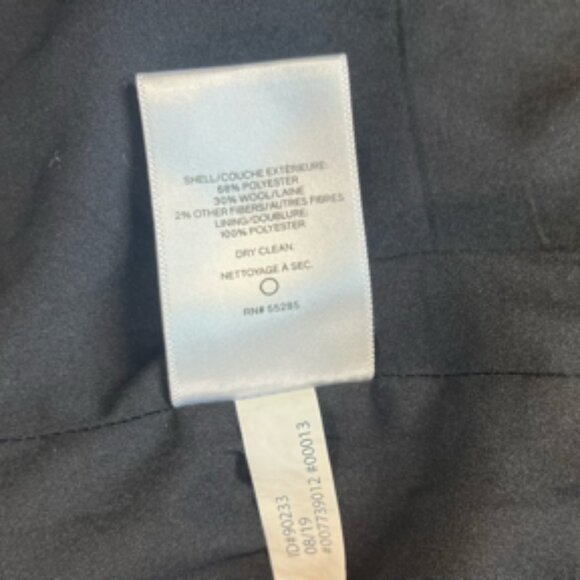 SHELL/COUCHE EXTÉRIEURE:
68% POLYESTER
30% WOOL/LAINE
2% OTHER FIBERS/AUTRES FIBRES
LINING/DOUBLURE:
100% POLYESTER
DRY CLEAN.
NETTOYAGE À SEC.
RN# 55285
ID#90233
08/19
#007739012 #00013